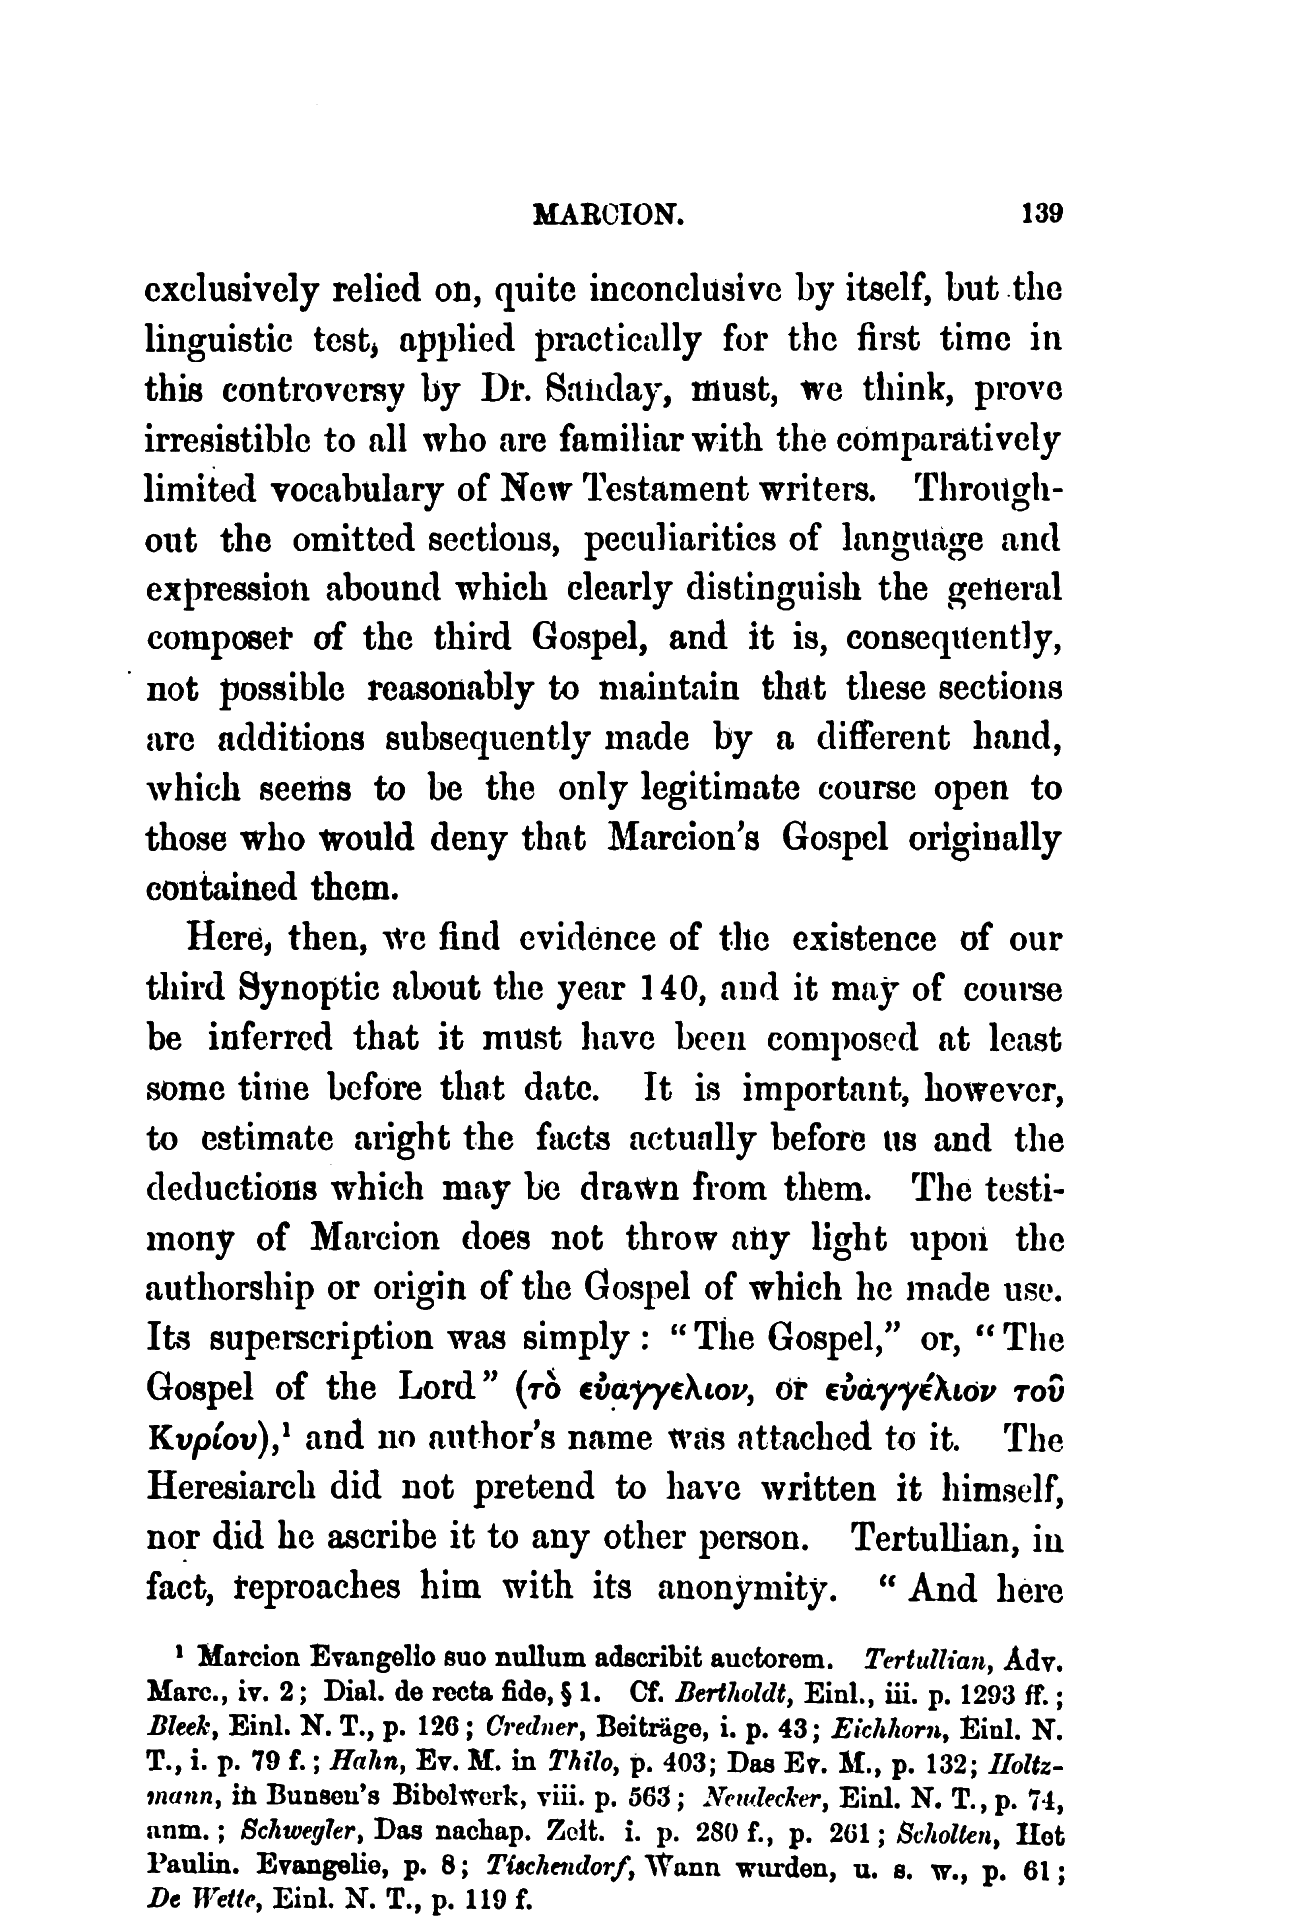 MARCION. 139
exclusively relied on, quite inconclusive by itself, but the
linguistic test, applied practically for the first time in
this controversy by Dr. Sanday, must, we think, prove
irresistible to all who are familiar with the comparatively
limited vocabulary of New Testament writers. Through-
out the omitted sections, peculiarities of language and
expression abound which clearly distinguish the general
composer of the third Gospel, and it is, consequently,
not possible reasonably to maintain that these sections
are additions subsequently made by a different hand,
which seems to be the only legitimate course open to
those who would deny that Marcion's Gospel originally
contained them.
Here, then, we find evidence of the existence of our
third Synoptic about the year 140, and it may of course
be inferred that it must have been composed at least
some time before that date. It is important, however,
to estimate aright the facts actually before us and the
deductions which may be drawn from them. The testi-
mony of Marcion does not throw any light upon the
authorship or origin of the Gospel of which he made use.
Its superscription was simply : “The Gospel,” or, “The
Gospel of the Lord” (τὸ εὐαγγελιον, or εὐαγγέλιον τοῦ
Κυρίου),¹ and no author's name was attached to it. The
Heresiarch did not pretend to have written it himself,
nor did he ascribe it to any other person. Tertullian, in
fact, reproaches him with its anonymity. “And here
¹ Marcion Evangelio suo nullum adscribit auctorem. Tertullian, Adv.
Marc., iv. 2; Dial. de recta fide, § 1. Cf. Bertholdt, Einl., iii. p. 1293 ff.;
Bleek, Einl. N. T., p. 126; Credner, Beiträge, i. p. 43; Eichhorn, Einl. N.
T., i. p. 79 f.; Hahn, Ev. M. in Thilo, p. 403; Das Ev. M., p. 132; Holtz-
mann, in Bunsen's Bibelwerk, viii. p. 563; Neudecker, Einl. N. T., p. 74,
anm.; Schwegler, Das nachap. Zeit. i. p. 280 f., p. 261; Scholten, Het
Paulin. Evangelie, p. 8; Tischendorf, Wann wurden, u. s. w., p. 61;
De Wette, Einl. N. T., p. 119 f.